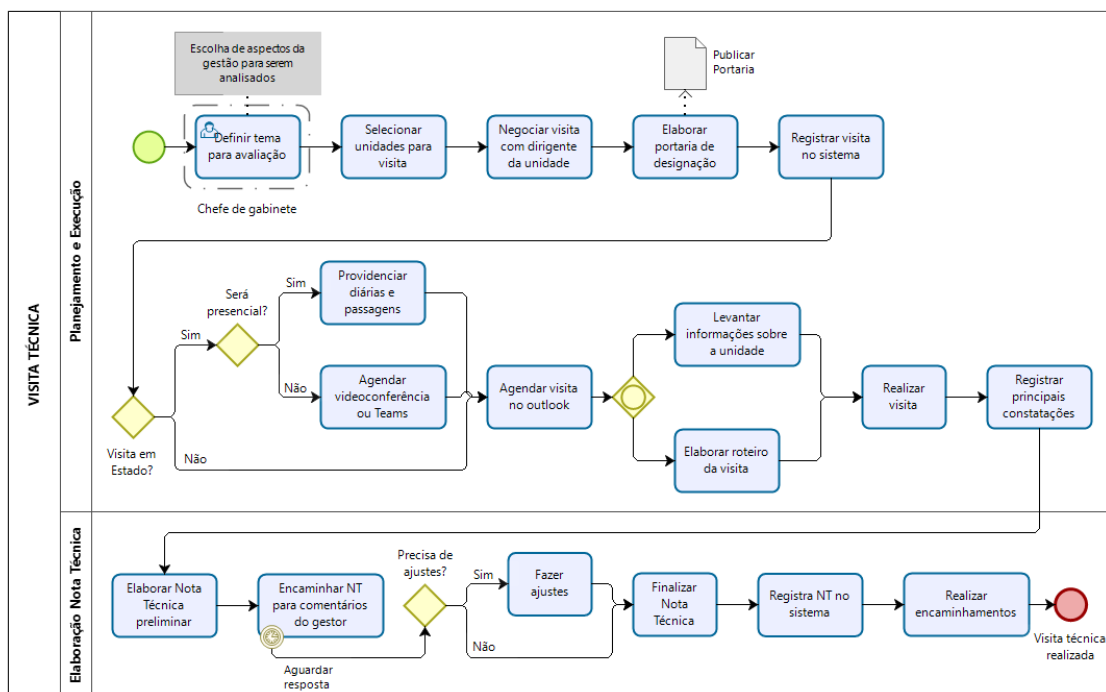 VISITA TÉCNICA
Planejamento e Execução
Escolha de aspectos da
gestão para serem
analisados
Publicar
Portaria
Definir tema
para avaliação
Selecionar
unidades para
visita
Negociar visita
com dirigente
da unidade
Elaborar
portaria de
designação
Registrar visita
no sistema
Chefe de gabinete
Será
presencial?
Sim
Providenciar
diárias e
passagens
Levantar
informações sobre
a unidade
Sim
Não
Agendar
videoconferência
ou Teams
Agendar visita
no outlook
Realizar
visita
Registrar
principais
constatações
Visita em
Estado?
Não
Elaborar roteiro
da visita
Elaboração Nota Técnica
Precisa de
ajustes?
Elaborar Nota
Técnica
preliminar
Encaminhar NT
para comentários
do gestor
Sim
Fazer
ajustes
Finalizar
Nota
Técnica
Registra NT no
sistema
Realizar
encaminhamentos
Não
Aguardar
resposta
Visita técnica
realizada